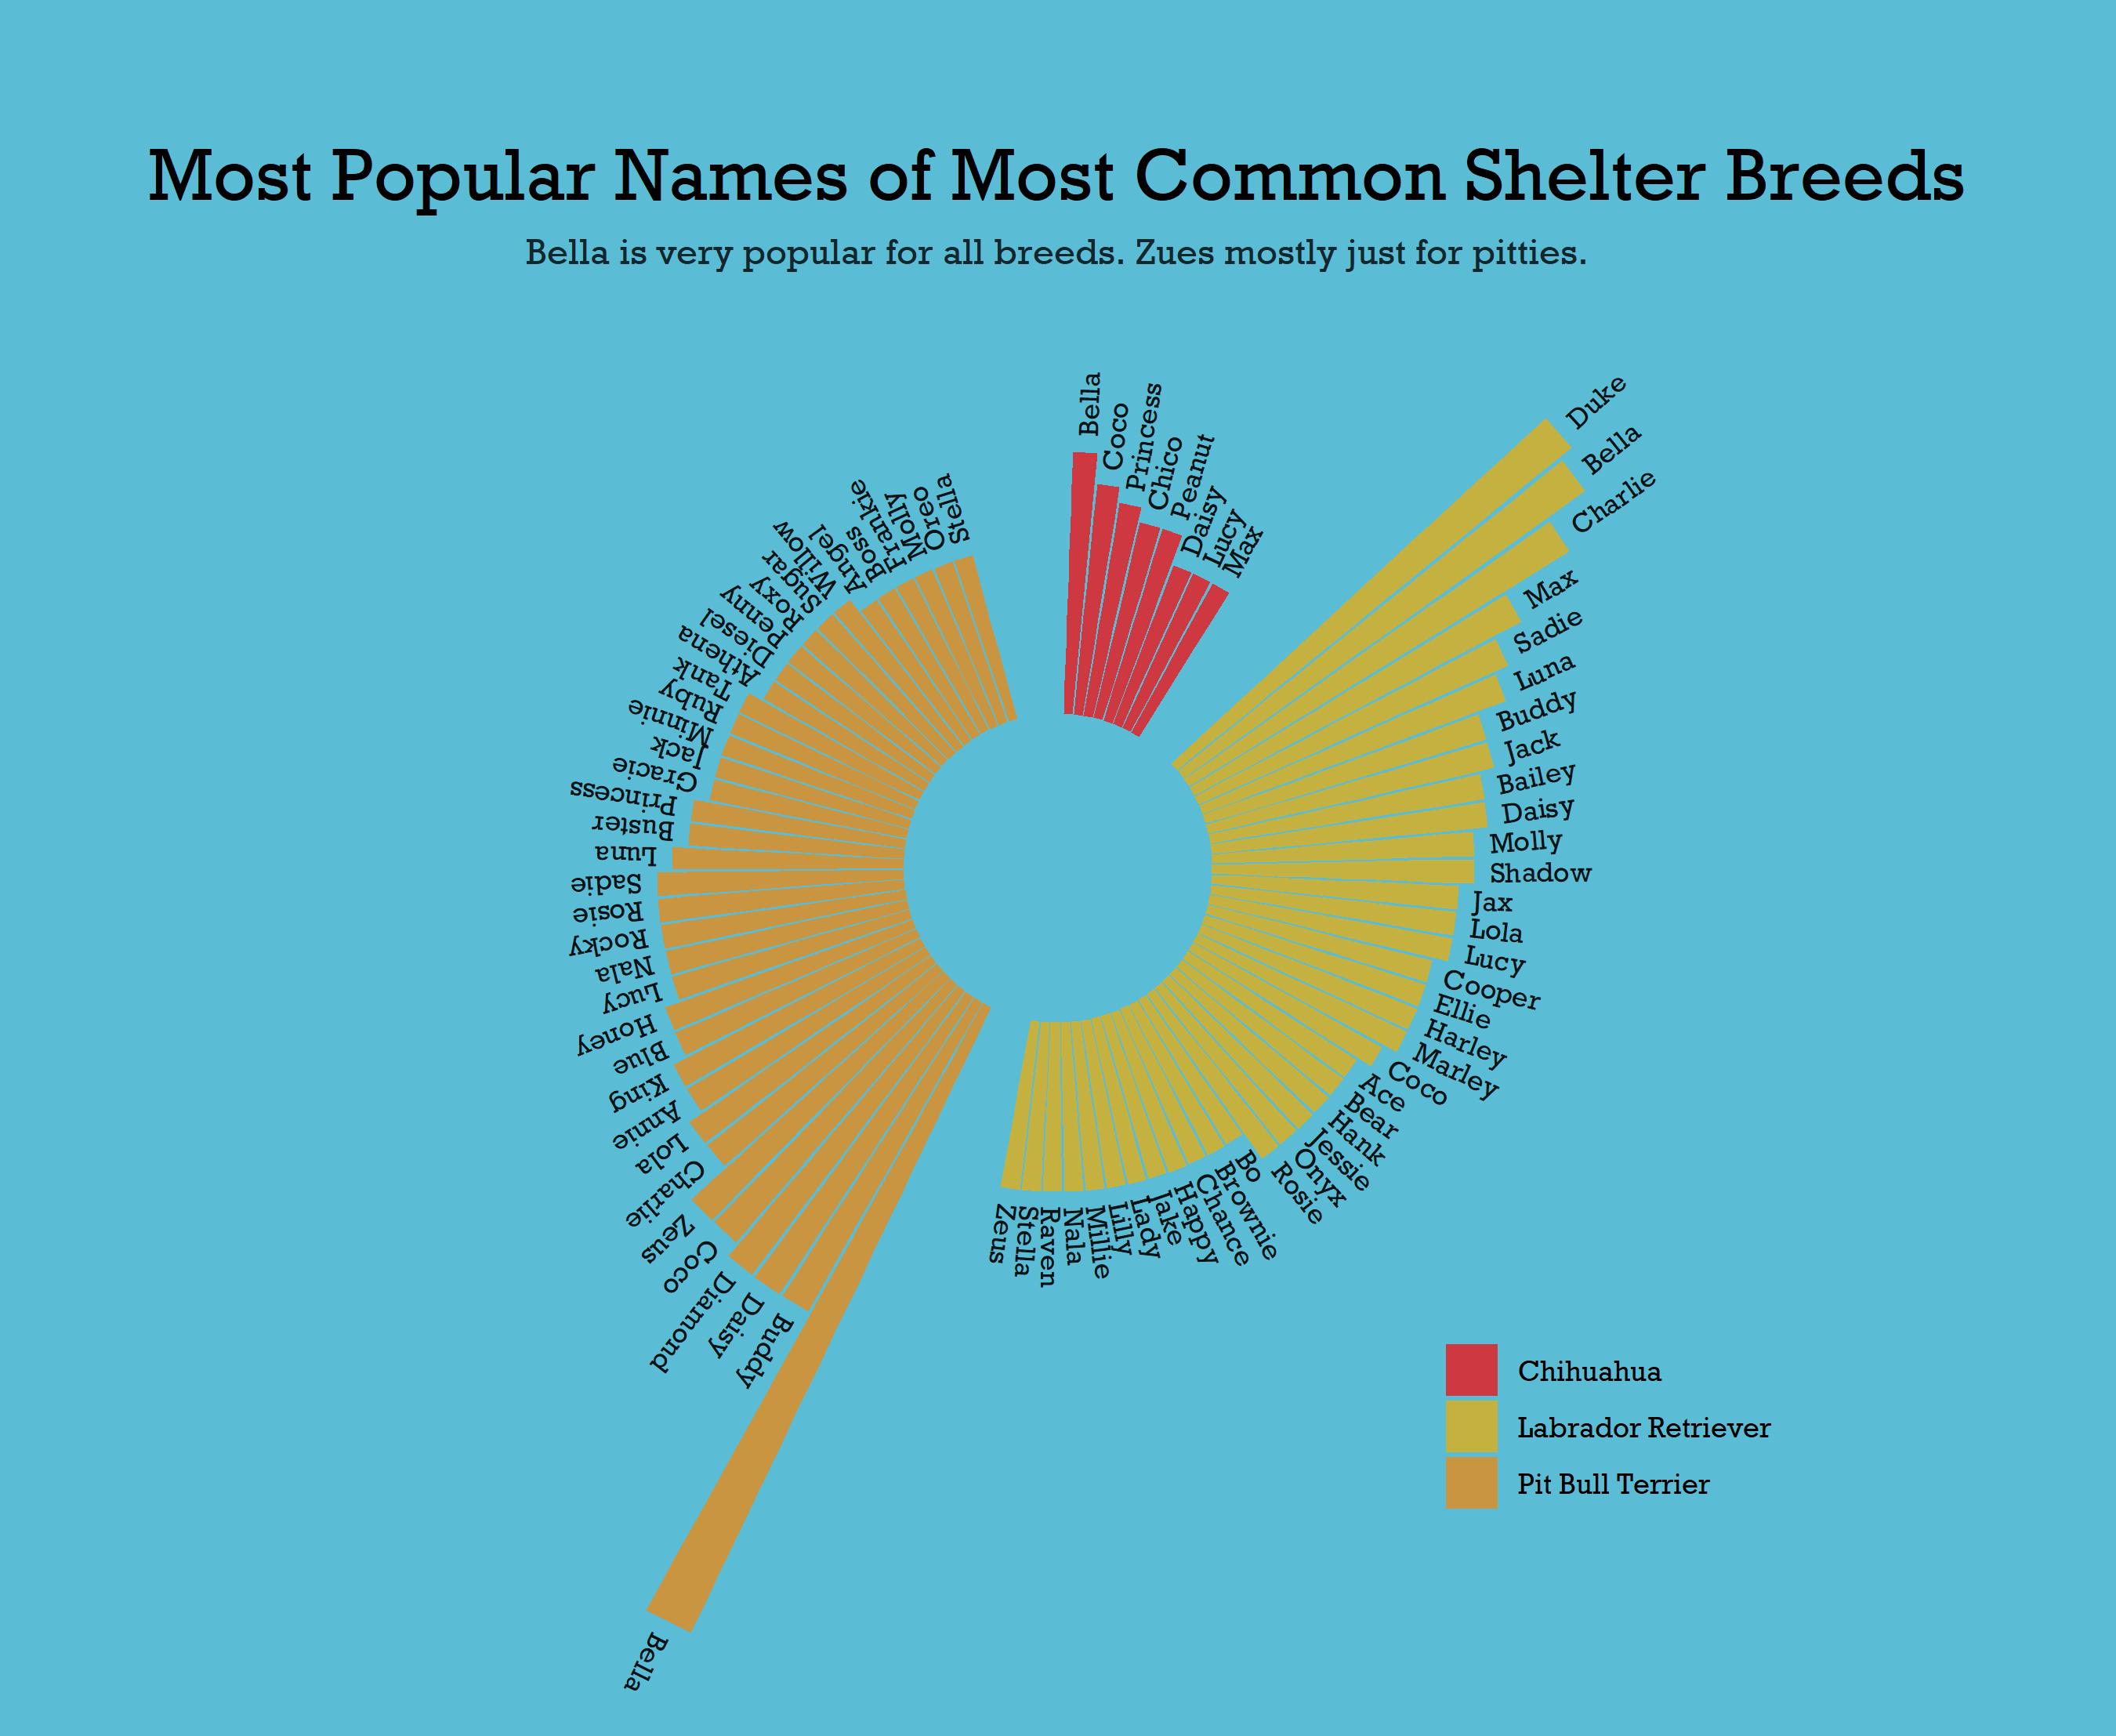 Most Popular Names of Most Common Shelter Breeds
Bella is very popular for all breeds. Zues mostly just for pitties.
Bella
Coco
Princess
Chico
Peanut
Daisy
Lucy
Max
Duke
Bella
Charlie
Max
Sadie
Luna
Buddy
Jack
Bailey
Daisy
Molly
Shadow
Jax
Lola
Lucy
Cooper
Ellie
Harley
Marley
Coco
Ace
Bear
Hank
Jessie
Onyx
Rosie
Bo
Brownie
Chance
Happy
Jake
Lady
Lilly
Millie
Nala
Raven
Stella
Zeus
Bella
Buddy
Daisy
Diamond
Coco
Zeus
Charlie
Lola
Annie
King
Blue
Honey
Lucy
Nala
Rocky
Rosie
Sadie
Luna
Buster
Princess
Gracie
Jack
Minnie
Ruby
Tank
Athena
Diesel
Penny
Roxy
Sugar
Willow
Angel
Boss
Frankie
Molly
Oreo
Stella
Chihuahua
Labrador Retriever
Pit Bull Terrier